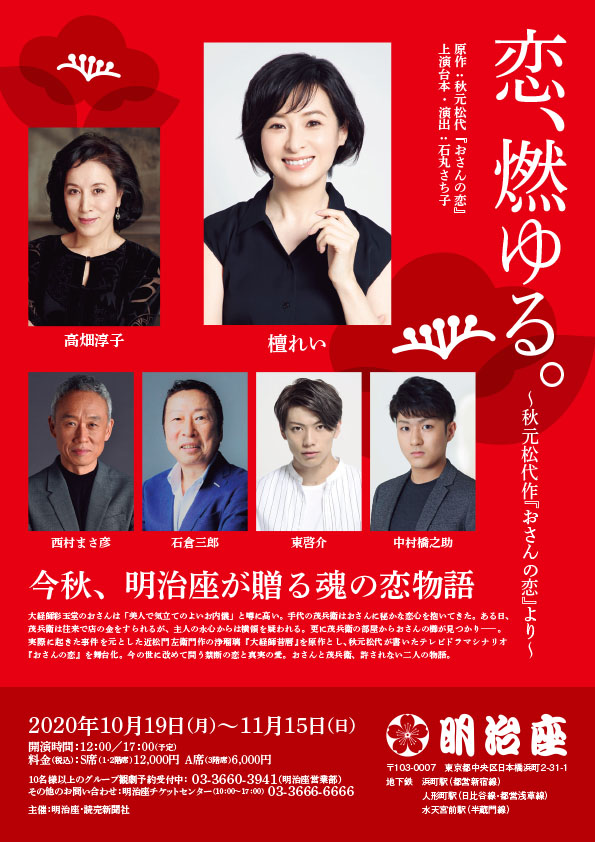 恋、燃ゆる。
〜秋元松代作『おさんの恋』より〜
原作：秋元松代『おさんの恋』
上演台本・演出：石丸さち子
高畑淳子
檀れい
西村まさ彦
石倉三郎
東啓介
中村橋之助
今秋、明治座が贈る魂の恋物語
大経師彩玉堂のおさんは「美人で気立てのよいお内儀」と噂に高い。手代の茂兵衛はおさんに秘かな恋心を抱いてきた。ある日、
茂兵衛は往来で店の金をすられるが、主人の永心からは横領を疑われる。更に茂兵衛の部屋からおさんの櫛が見つかり──。
実際に起きた事件を元とした近松門左衛門作の浄瑠璃『大経師昔暦』を原作とし、秋元松代が書いたテレビドラマシナリオ
『おさんの恋』を舞台化。今の世に改めて問う禁断の恋と真実の愛。おさんと茂兵衛、許されない二人の物語。
2020年10月19日（月）〜11月15日（日）
開演時間：12：00／17：00（予定）
料金（税込）：S席（1・2階席）12,000円 A席（3階席）6,000円
10名様以上のグループ観劇予約受付中：03-3660-3941（明治座営業部）
その他のお問い合わせ：明治座チケットセンター（10：00〜17：00）03-3666-6666
主催：明治座・読売新聞社
明治座
〒103-0007 東京都中央区日本橋浜町2-31-1
地下鉄 浜町駅（都営新宿線）
人形町駅（日比谷線・都営浅草線）
水天宮前駅（半蔵門線）